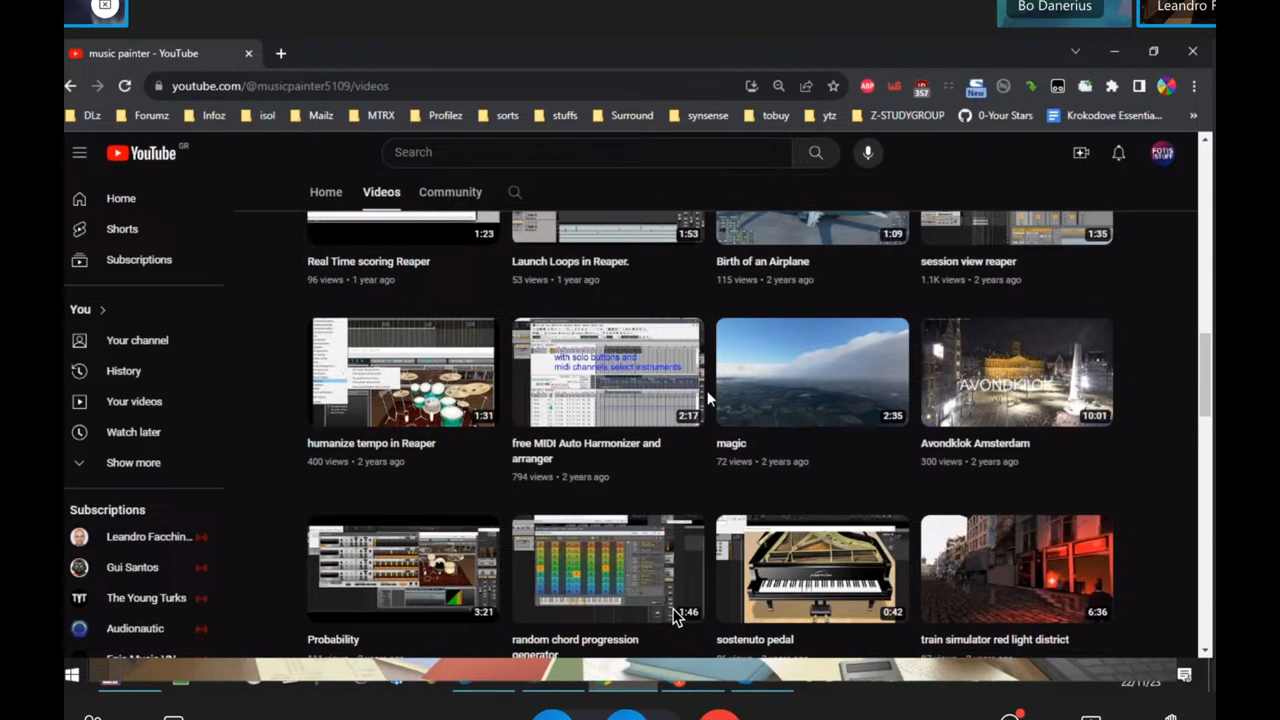 Bo Danerius
Leandro F
music painter - YouTube
youtube.com/@musicpainter5109/videos
ABP
357
New
DLz
Forumz
Infoz
isol
Mailz
MTRX
Profilez
sorts
stuffs
Surround
synsense
tobuy
ytz
Z-STUDYGROUP
0-Your Stars
Krokodove Essentia...
YouTube GR
Search
FOTIS STUFF
Home
Videos
Community
Home
Shorts
Subscriptions
You
Your channel
History
Your videos
Watch later
Show more
Subscriptions
Leandro Facchin...
Gui Santos
TYT
The Young Turks
Audionautic
1:23
1:53
1:09
1:35
Real Time scoring Reaper
96 views • 1 year ago
Launch Loops in Reaper.
53 views • 1 year ago
Birth of an Airplane
115 views • 2 years ago
session view reaper
1.1K views • 2 years ago
1:31
with solo buttons and
midi channels select instruments
2:17
2:35
AVONDKLOK
10:01
humanize tempo in Reaper
400 views • 2 years ago
free MIDI Auto Harmonizer and
arranger
794 views • 2 years ago
magic
72 views • 2 years ago
Avondklok Amsterdam
300 views • 2 years ago
3:21
:46
0:42
6:36
Probability
random chord progression
generator
sostenuto pedal
train simulator red light district
22/11/23